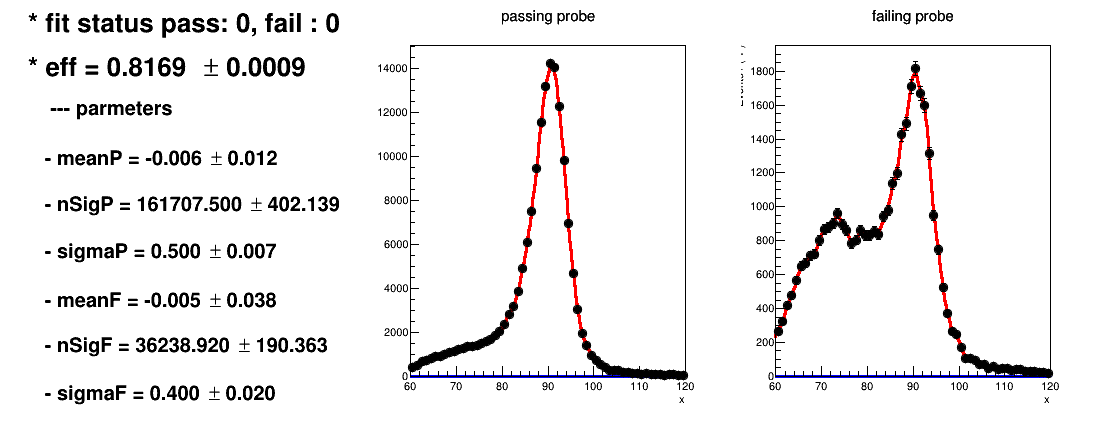 * fit status pass: 0, fail : 0
* eff = 0.8169 ± 0.0009
--- parmeters
- meanP = -0.006 ± 0.012
- nSigP = 161707.500 ± 402.139
- sigmaP = 0.500 ± 0.007
- meanF = -0.005 ± 0.038
- nSigF = 36238.920 ± 190.363
- sigmaF = 0.400 ± 0.020
passing probe
14000
12000
10000
8000
6000
4000
2000
0
60 70 80 90 100 110 120
x
failing probe
1800
1600
1400
1200
1000
800
600
400
200
0
60 70 80 90 100 110 120
x